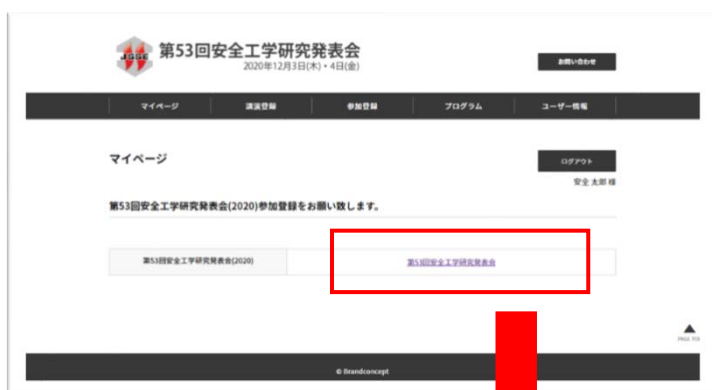 JSSE
第53回安全工学研究発表会
2020年12月3日(木)・4日(金)
お問い合わせ
マイページ 講演登録 参加登録 プログラム ユーザー情報
マイページ
ログアウト
安全 太郎 様
第53回安全工学研究発表会(2020)参加登録をお願い致します。
第53回安全工学研究発表会(2020) 第53回安全工学研究発表会
PAGE TOP
© Brandconcept